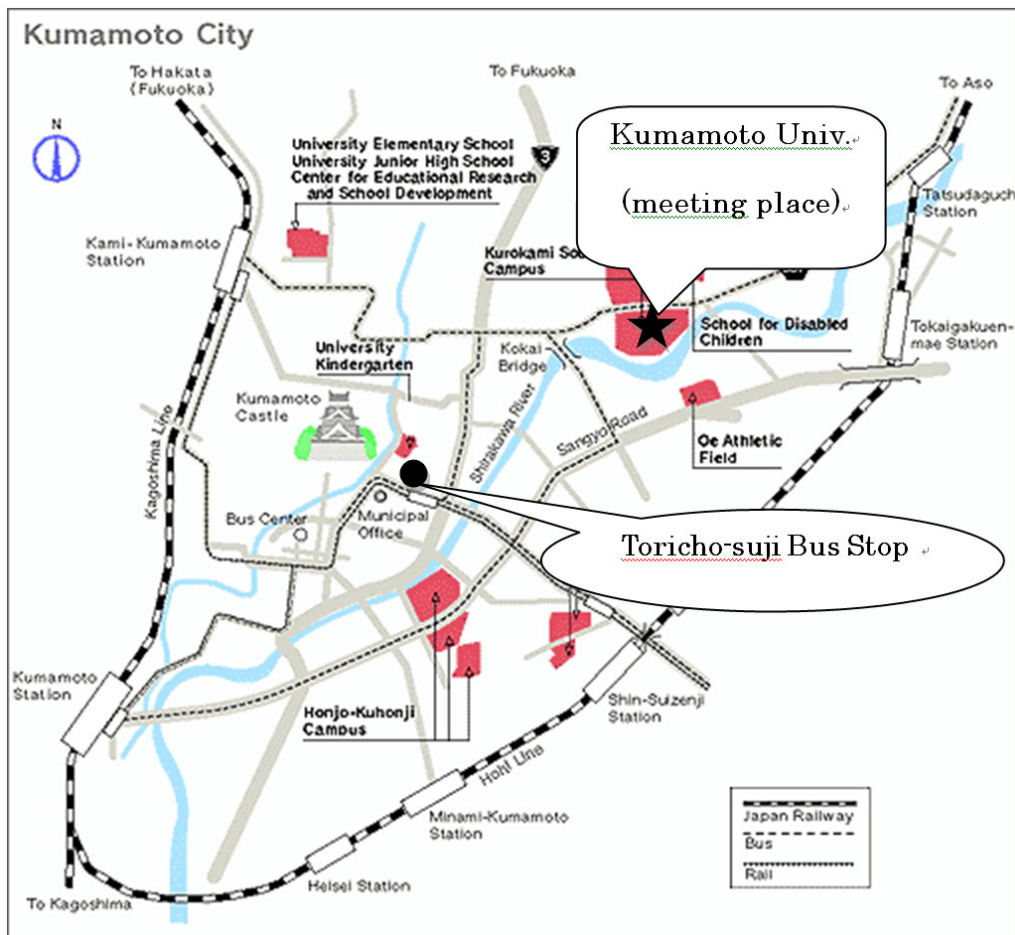 Kumamoto City
To Hakata
(Fukuoka)
To Fukuoka
To Aso
N
3
University Elementary School
University Junior High School
Center for Educational Research
and School Development
Kumamoto Univ.
(meeting place)
Tatsudaguch
Station
Kami-Kumamoto
Station
Kurokami Sou
Campus
School for Disabled
Children
Tokaigakuen-
mae Station
University
Kindergarten
Kokai
Bridge
Kumamoto
Castle
Kagoshima Line
Shirakawa River
Sangyo Road
Oe Athletic
Field
Bus Center
Municipal
Office
Toricho-suji Bus Stop
Kumamoto
Station
Shin-Suizenji
Station
Honjo-Kuhonji
Campus
Hohi Line
Minami-Kumamoto
Station
Heisei Station
To Kagoshima
Japan Railway
Bus
Rail